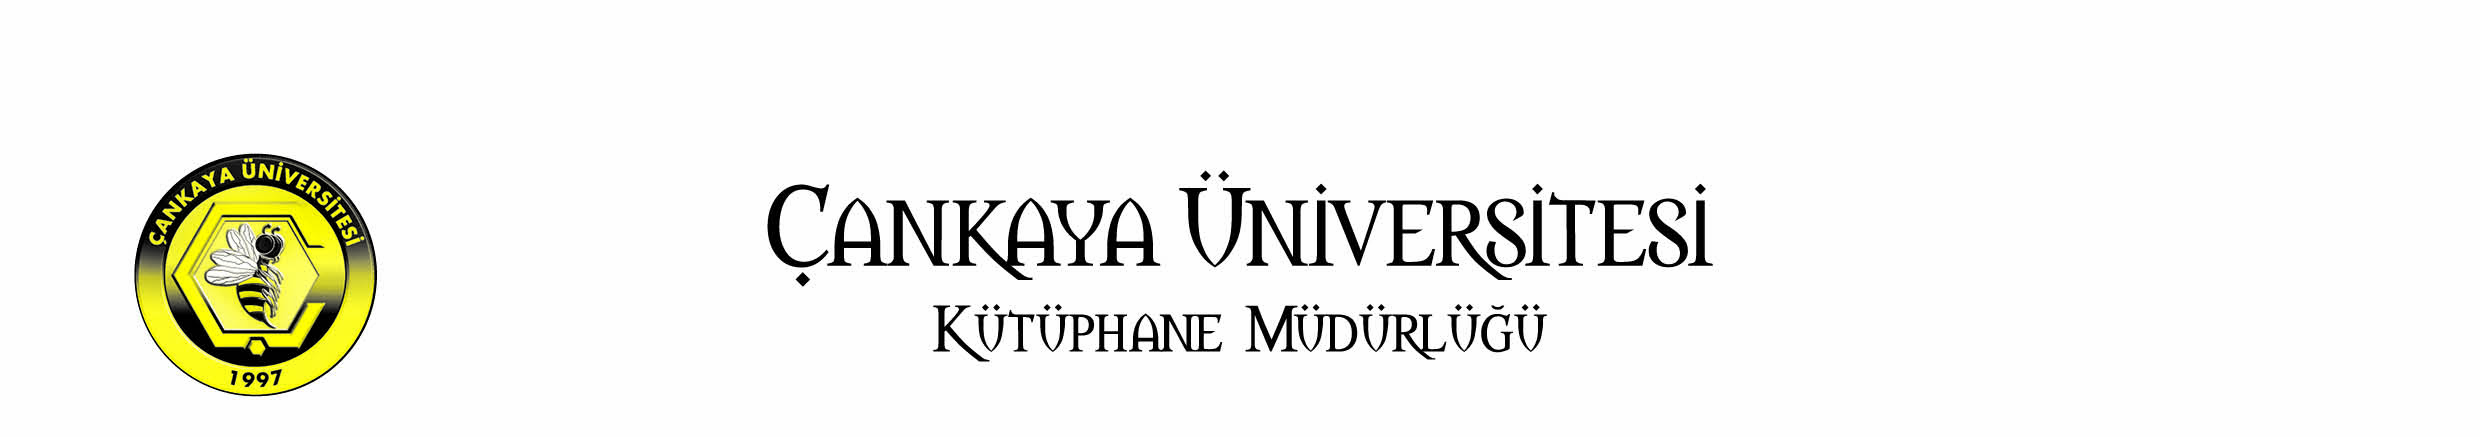 ÇANKAYA ÜNİVERSİTESİ
1997
ÇANKAYA ÜNİVERSİTESİ
KÜTÜPHANE MÜDÜRLÜĞÜ